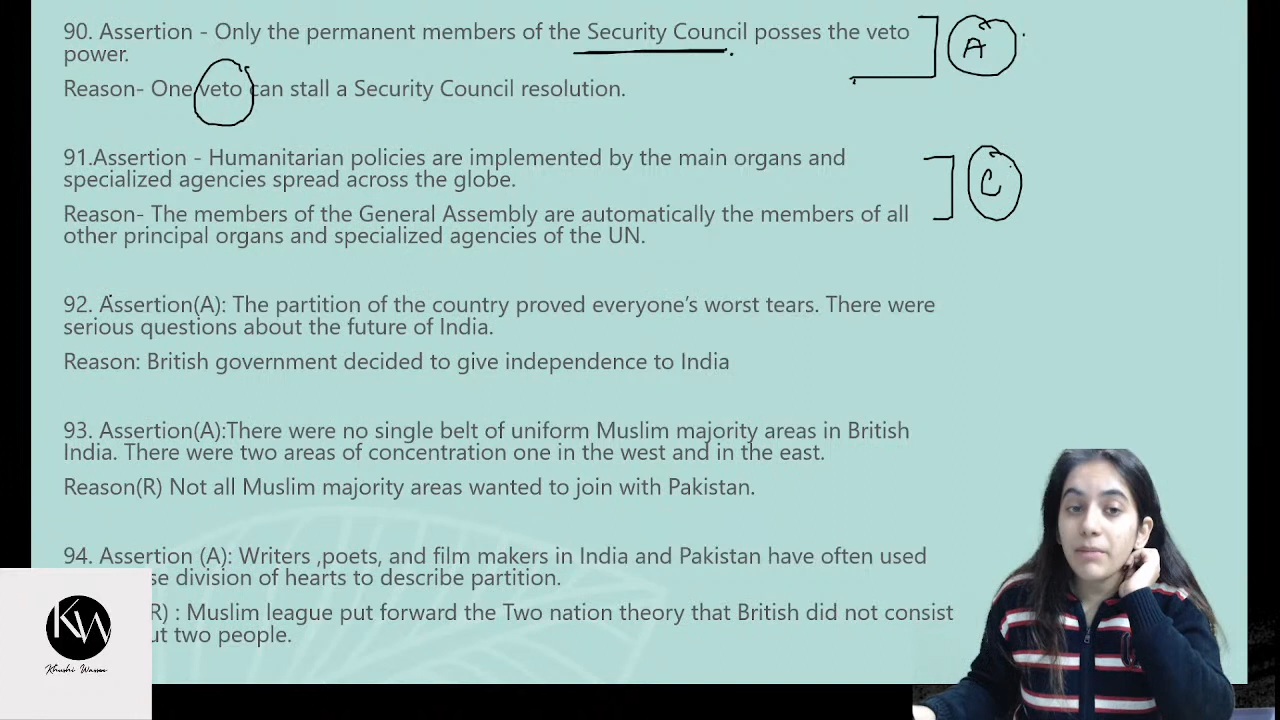 90. Assertion - Only the permanent members of the Security Council posses the veto
power.
A
Reason- One veto can stall a Security Council resolution.
91.Assertion - Humanitarian policies are implemented by the main organs and
specialized agencies spread across the globe.
C
Reason- The members of the General Assembly are automatically the members of all
other principal organs and specialized agencies of the UN.
92. Assertion(A): The partition of the country proved everyone's worst tears. There were
serious questions about the future of India.
Reason: British government decided to give independence to India
93. Assertion(A):There were no single belt of uniform Muslim majority areas in British
India. There were two areas of concentration one in the west and in the east.
Reason(R) Not all Muslim majority areas wanted to join with Pakistan.
94. Assertion (A): Writers ,poets, and film makers in India and Pakistan have often used
se division of hearts to describe partition.
R) : Muslim league put forward the Two nation theory that British did not consist
ut two people.
KW